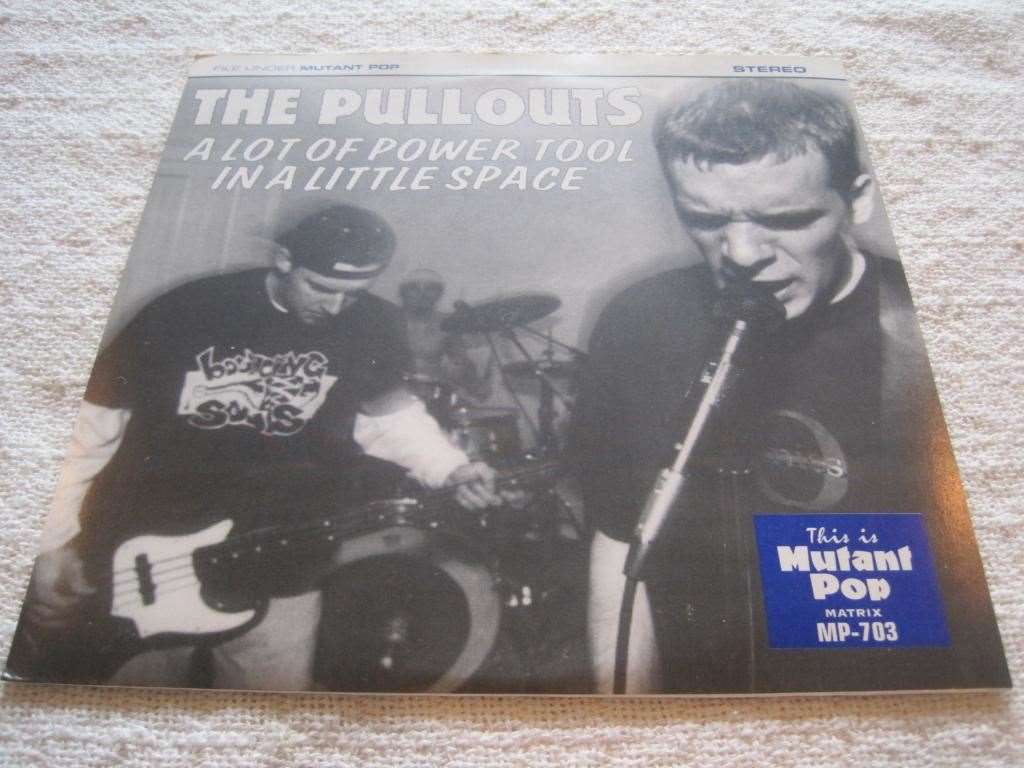 FILE UNDER MUTANT POP
STEREO
THE PULLOUTS
A LOT OF POWER TOOL
IN A LITTLE SPACE
BOUNCING
SOULS
This is
Mutant
Pop
MATRIX
MP-703